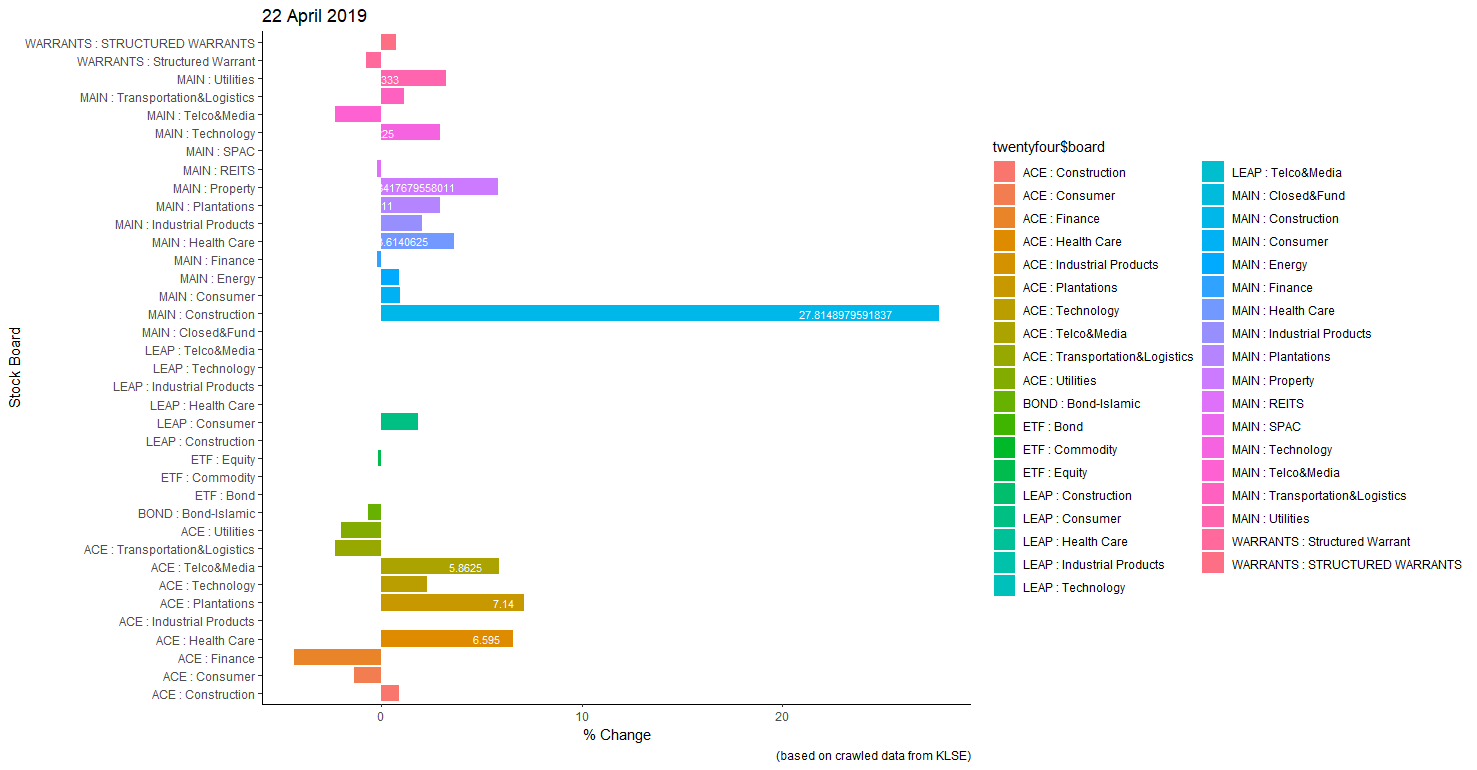 22 April 2019
Stock Board
WARRANTS : STRUCTURED WARRANTS
WARRANTS : Structured Warrant
MAIN : Utilities
333
MAIN : Transportation&Logistics
MAIN : Telco&Media
MAIN : Technology
25
MAIN : SPAC
MAIN : REITS
MAIN : Property
417679558011
MAIN : Plantations
11
MAIN : Industrial Products
MAIN : Health Care
.6140625
MAIN : Finance
MAIN : Energy
MAIN : Consumer
MAIN : Construction
27.8148979591837
MAIN : Closed&Fund
LEAP : Telco&Media
LEAP : Technology
LEAP : Industrial Products
LEAP : Health Care
LEAP : Consumer
LEAP : Construction
ETF : Equity
ETF : Commodity
ETF : Bond
BOND : Bond-Islamic
ACE : Utilities
ACE : Transportation&Logistics
ACE : Telco&Media
5.8625
ACE : Technology
ACE : Plantations
7.14
ACE : Industrial Products
ACE : Health Care
6.595
ACE : Finance
ACE : Consumer
ACE : Construction
0 10 20
% Change
(based on crawled data from KLSE)
twentyfour$board
ACE : Construction
ACE : Consumer
ACE : Finance
ACE : Health Care
ACE : Industrial Products
ACE : Plantations
ACE : Technology
ACE : Telco&Media
ACE : Transportation&Logistics
ACE : Utilities
BOND : Bond-Islamic
ETF : Bond
ETF : Commodity
ETF : Equity
LEAP : Construction
LEAP : Consumer
LEAP : Health Care
LEAP : Industrial Products
LEAP : Technology
LEAP : Telco&Media
MAIN : Closed&Fund
MAIN : Construction
MAIN : Consumer
MAIN : Energy
MAIN : Finance
MAIN : Health Care
MAIN : Industrial Products
MAIN : Plantations
MAIN : Property
MAIN : REITS
MAIN : SPAC
MAIN : Technology
MAIN : Telco&Media
MAIN : Transportation&Logistics
MAIN : Utilities
WARRANTS : Structured Warrant
WARRANTS : STRUCTURED WARRANTS